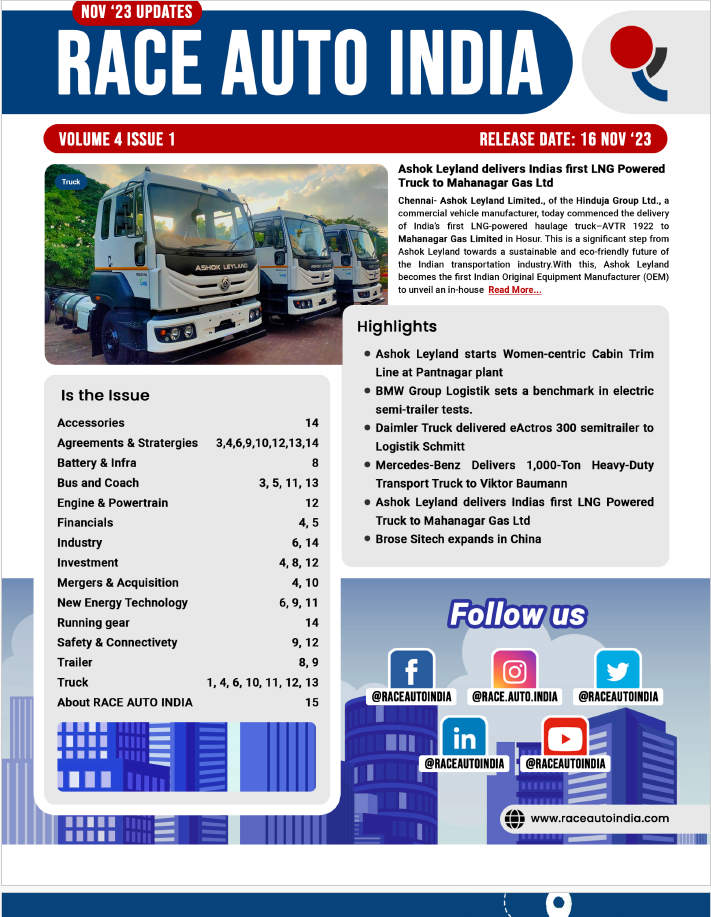 NOV ‘23 UPDATES
RACE AUTO INDIA
VOLUME 4 ISSUE 1 RELEASE DATE: 16 NOV ‘23
Truck
ASHOK LEYLAND
ASHOK LEYLAND
Ashok Leyland delivers Indias first LNG Powered
Truck to Mahanagar Gas Ltd
Chennai- Ashok Leyland Limited., of the Hinduja Group Ltd., a
commercial vehicle manufacturer, today commenced the delivery
of India’s first LNG-powered haulage truck–AVTR 1922 to
Mahanagar Gas Limited in Hosur. This is a significant step from
Ashok Leyland towards a sustainable and eco-friendly future of
the Indian transportation industry.With this, Ashok Leyland
becomes the first Indian Original Equipment Manufacturer (OEM)
to unveil an in-house Read More...
Highlights
Ashok Leyland starts Women-centric Cabin Trim
Line at Pantnagar plant
BMW Group Logistik sets a benchmark in electric
semi-trailer tests.
Daimler Truck delivered eActros 300 semitrailer to
Logistik Schmitt
Mercedes-Benz Delivers 1,000-Ton Heavy-Duty
Transport Truck to Viktor Baumann
Ashok Leyland delivers Indias first LNG Powered
Truck to Mahanagar Gas Ltd
Brose Sitech expands in China
Is the Issue
Accessories 14
Agreements & Stratergies 3,4,6,9,10,12,13,14
Battery & Infra 8
Bus and Coach 3, 5, 11, 13
Engine & Powertrain 12
Financials 4, 5
Industry 6, 14
Investment 4, 8, 12
Mergers & Acquisition 4, 10
New Energy Technology 6, 9, 11
Running gear 14
Safety & Connectivety 9, 12
Trailer 8, 9
Truck 1, 4, 6, 10, 11, 12, 13
About RACE AUTO INDIA 15
Follow us
@RACEAUTOINDIA @RACE.AUTO.INDIA @RACEAUTOINDIA
@RACEAUTOINDIA @RACEAUTOINDIA
www.raceautoindia.com